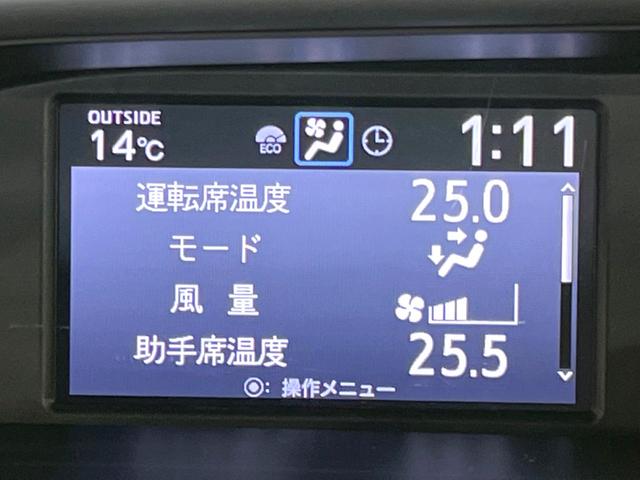 OUTSIDE
14℃ ECO 1:11
運転席温度 25.0
モード
風量
助手席温度 25.5
◉: 操作メニュー